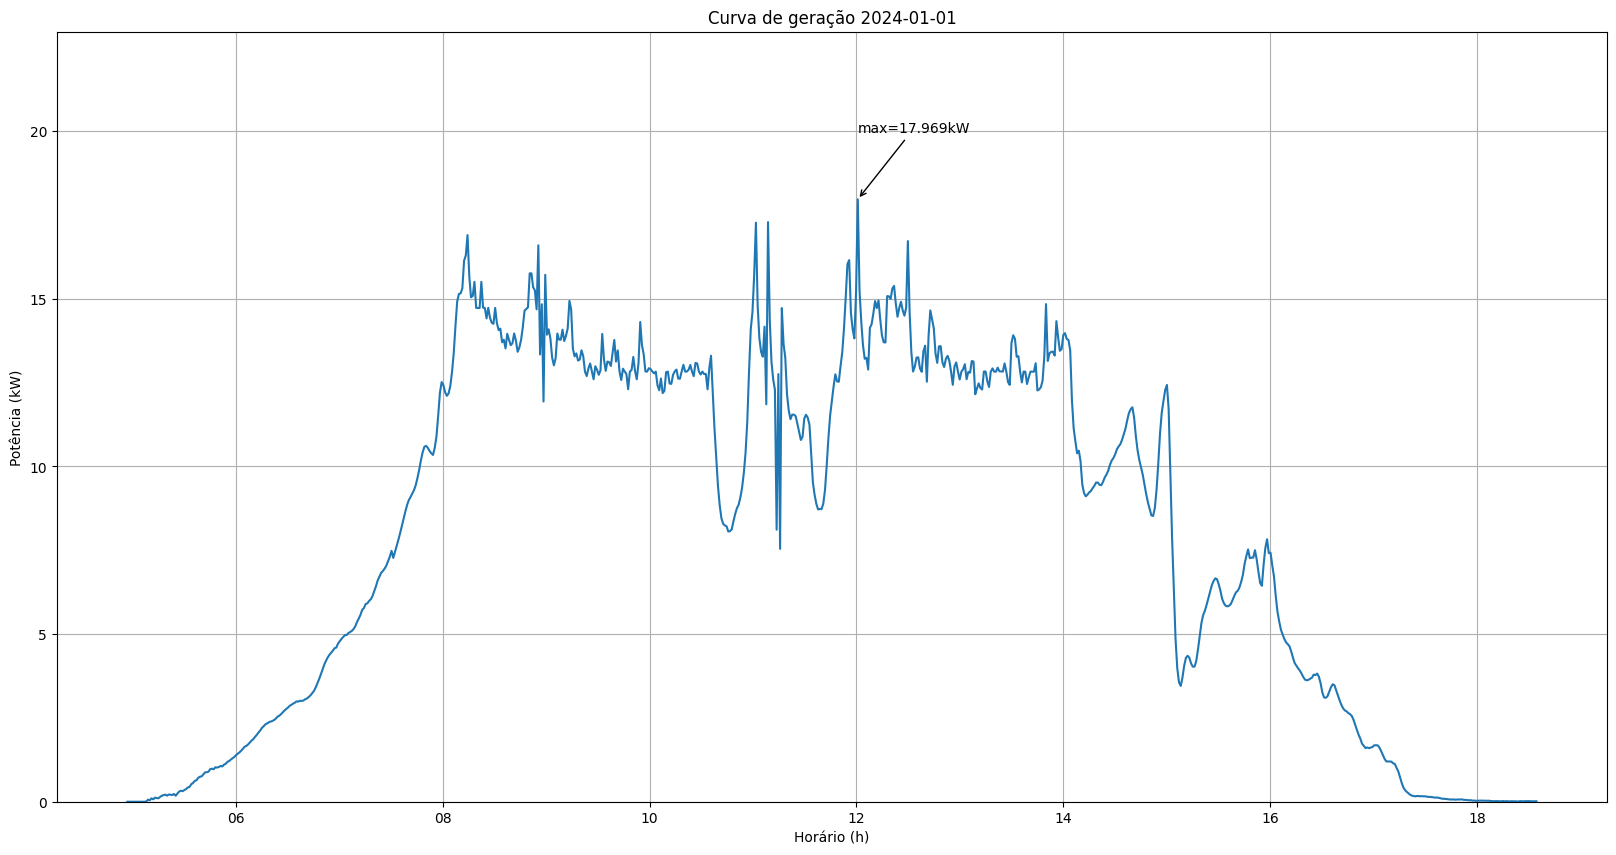 Curva de geração 2024-01-01
max=17.969kW
Potência (kW)
20
15
10
5
0
06 08 10 12 14 16 18
Horário (h)